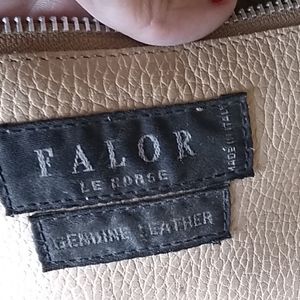 FALOR
LE BORSE
MADE IN ITALY
GENUINE LEATHER